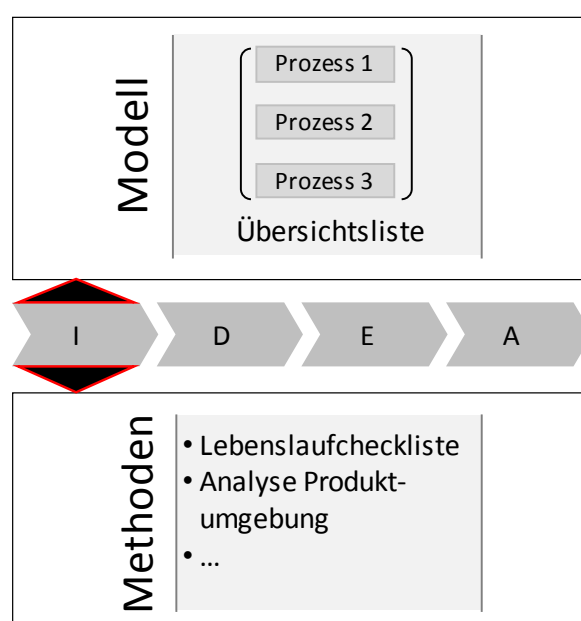 Modell
Prozess 1
Prozess 2
Prozess 3
Übersichtsliste
I D E A
Methoden
• Lebenslaufcheckliste
• Analyse Produkt-
umgebung
• ...